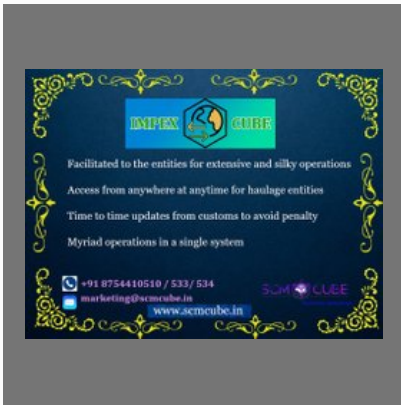 IMPEX CUBE
Facilitated to the entities for extensive and silky operations
Access from anywhere at anytime for haulage entities
Time to time updates from customs to avoid penalty
Myriad operations in a single system
+91 8754410510 / 533/ 534
SCM CUBE
marketing@scmcube.in
www.scmcube.in